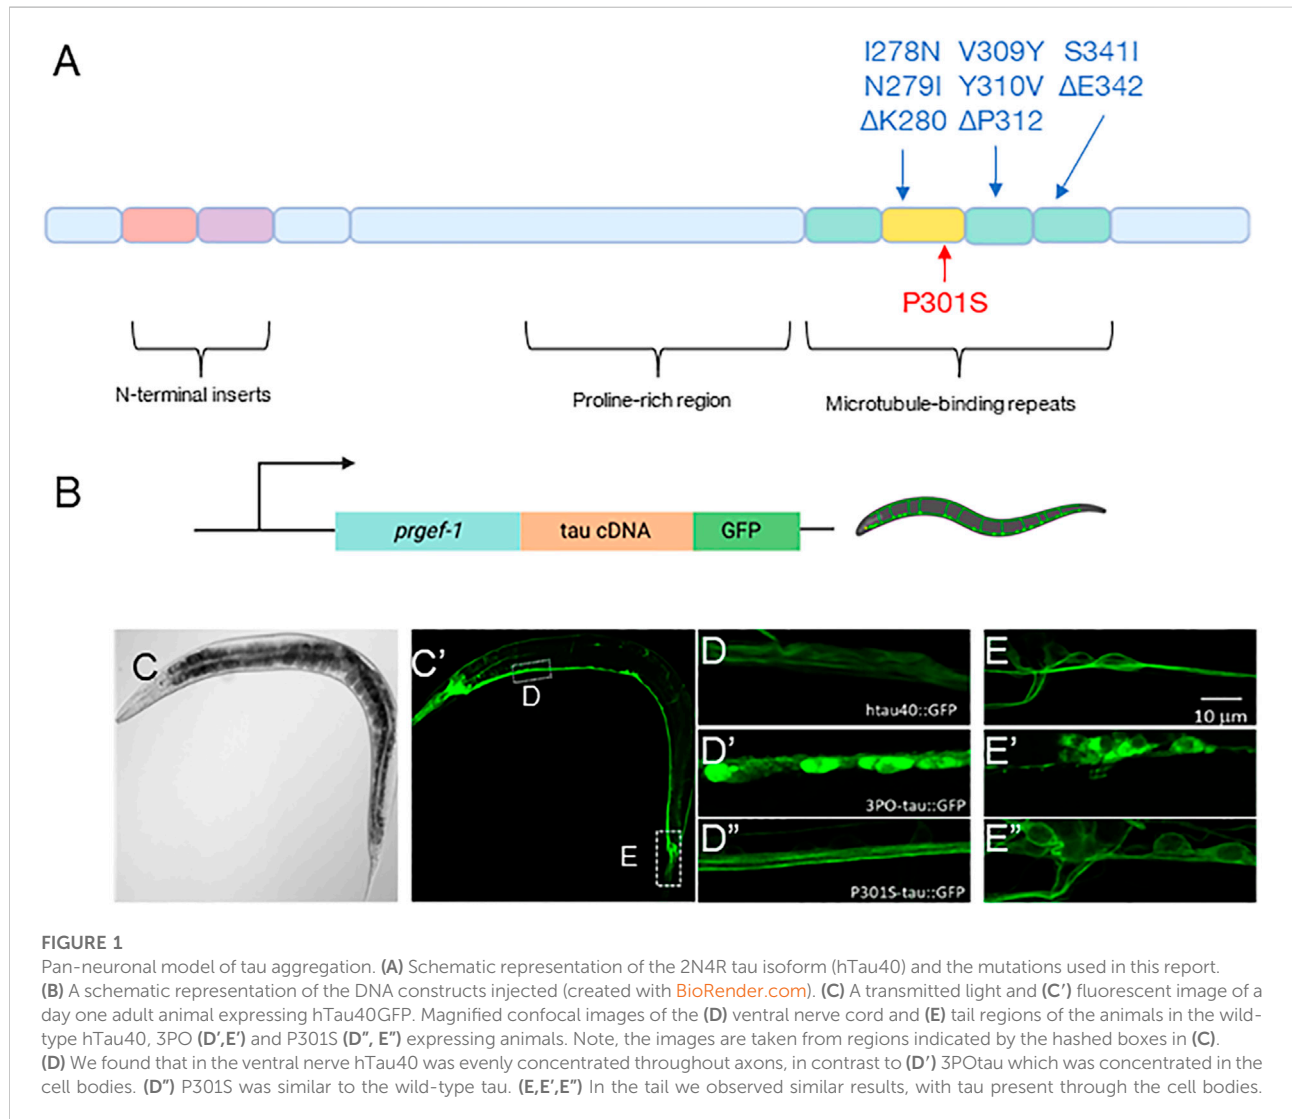 A
I278N V309Y S341I
N279I Y310V ΔE342
ΔK280 ΔP312
P301S
N-terminal inserts
Proline-rich region
Microtubule-binding repeats
B
prgef-1 tau cDNA GFP
C
C'
D
E
D
htau40::GFP
E
10 µm
D'
3PO-tau::GFP
E'
D"
P301S-tau::GFP
E"
FIGURE 1
Pan-neuronal model of tau aggregation. (A) Schematic representation of the 2N4R tau isoform (hTau40) and the mutations used in this report.
(B) A schematic representation of the DNA constructs injected (created with BioRender.com). (C) A transmitted light and (C') fluorescent image of a
day one adult animal expressing hTau40GFP. Magnified confocal images of the (D) ventral nerve cord and (E) tail regions of the animals in the wild-
type hTau40, 3PO (D',E') and P301S (D", E") expressing animals. Note, the images are taken from regions indicated by the hashed boxes in (C).
(D) We found that in the ventral nerve hTau40 was evenly concentrated throughout axons, in contrast to (D') 3POtau which was concentrated in the
cell bodies. (D") P301S was similar to the wild-type tau. (E,E',E") In the tail we observed similar results, with tau present through the cell bodies.